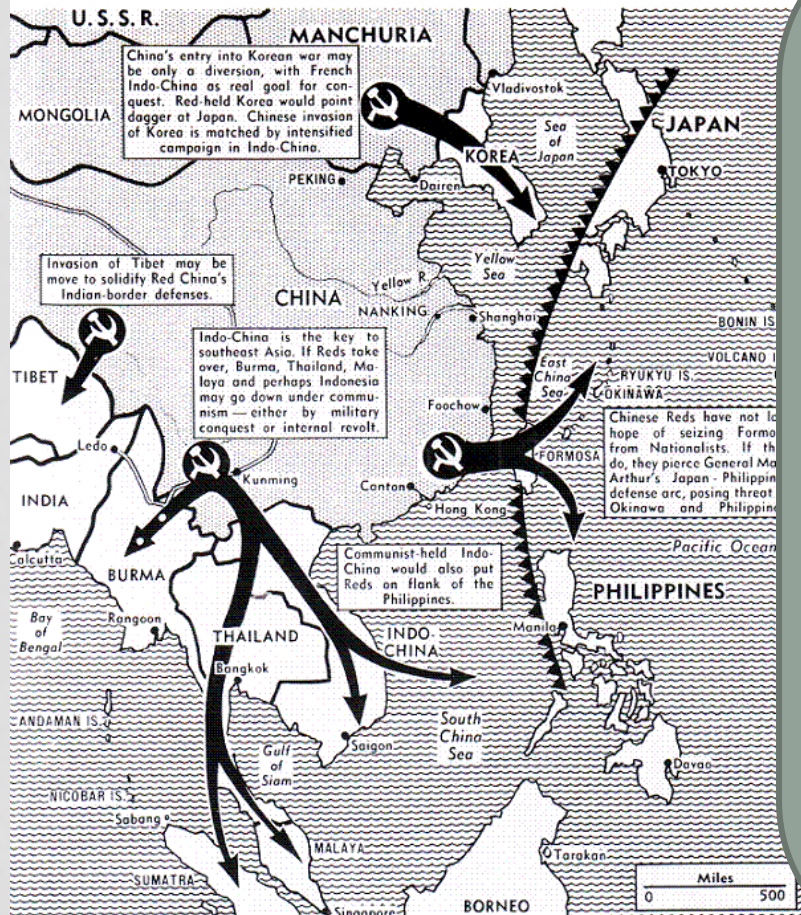 U.S.S.R.
MANCHURIA
China's entry into Korean war may
be only a diversion, with French
Indo-China as real goal for con-
quest. Red-held Korea would point
dagger at Japan. Chinese invasion
of Korea is matched by intensified
campaign in Indo-China.
MONGOLIA
Vladivostok
Sea
of
Japan
JAPAN
KOREA
TOKYO
PEKING
Dairen
Invasion of Tibet may be
move to solidify Red China's
Indian-border defenses.
Yellow
Sea
Yellow R.
CHINA
NANKING
Shanghai
BONIN IS
VOLCANO I
Indo-China is the key to
southeast Asia. If Reds take
over, Burma, Thailand, Ma-
laya and perhaps Indonesia
may go down under commu-
nism — either by military
conquest or internal revolt.
TIBET
East
China
Sea
RYUKYU IS.
OKINAWA
Foochow
Chinese Reds have not lo
hope of seizing Formo
from Nationalists. If th
do, they pierce General Ma
Arthur's Japan - Philippin
defense arc, posing threat
Okinawa and Philippine
Ledo
FORMOSA
Kunming
Canton
Hong Kong
INDIA
Pacific Ocean
Communist-held Indo-
China would also put
Reds on flank of the
Philippines.
Calcutta
BURMA
PHILIPPINES
Bay
of
Bengal
Rangoon
Manila
THAILAND
INDO-
CHINA
Bangkok
ANDAMAN IS.
South
China
Sea
Saigon
Gulf
of
Siam
Davao
NICOBAR IS.
Sabang
MALAYA
Tarakan
SUMATRA
Singapore
BORNEO
Miles
0 500